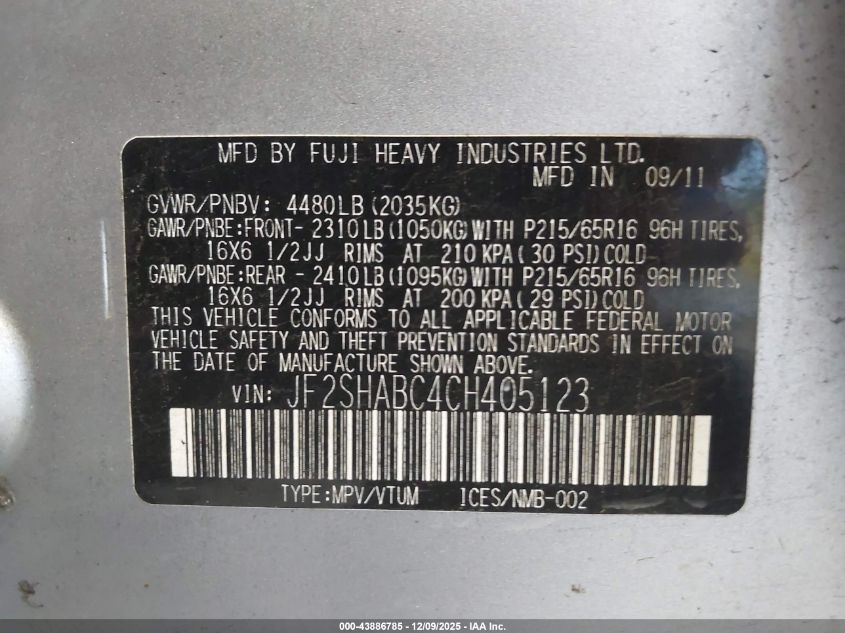 MFD BY FUJI HEAVY INDUSTRIES LTD.
MFD IN 09/11
GVWR/PNBV: 4480LB(2035KG)
GAWR/PNBE:FRONT- 2310LB(1050KG)WITH P215/65R16 96H TIRES,
16X6 1/2JJ RIMS AT 210 KPA( 30 PSI)COLD
GAWR/PNBE:REAR - 2410LB(1095KG)WITH P215/65R16 96H TIRES,
16X6 1/2JJ RIMS AT 200 KPA( 29 PSI)COLD
THIS VEHICLE CONFORMS TO ALL APPLICABLE FEDERAL MOTOR
VEHICLE SAFETY AND THEFT PREVENTION STANDARDS IN EFFECT ON
THE DATE OF MANUFACTURE SHOWN ABOVE.
VIN: JF2SHABC4CH405123
TYPE:MPV/VTUM ICES/NMB-002
000-43886785 - 12/09/2025 - IAA Inc.